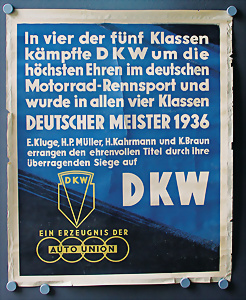 In vier der fünf Klassen
kämpfte DKW um die
höchsten Ehren im deutschen
Motorrad-Rennsport und
wurde in allen vier Klassen
DEUTSCHER MEISTER 1936
E. Kluge, H.P. Müller, H. Kahrmann und K. Braun
errangen den ehrenvollen Titel durch ihre
überragenden Siege auf
DKW
DKW
EIN ERZEUGNIS DER
AUTO UNION